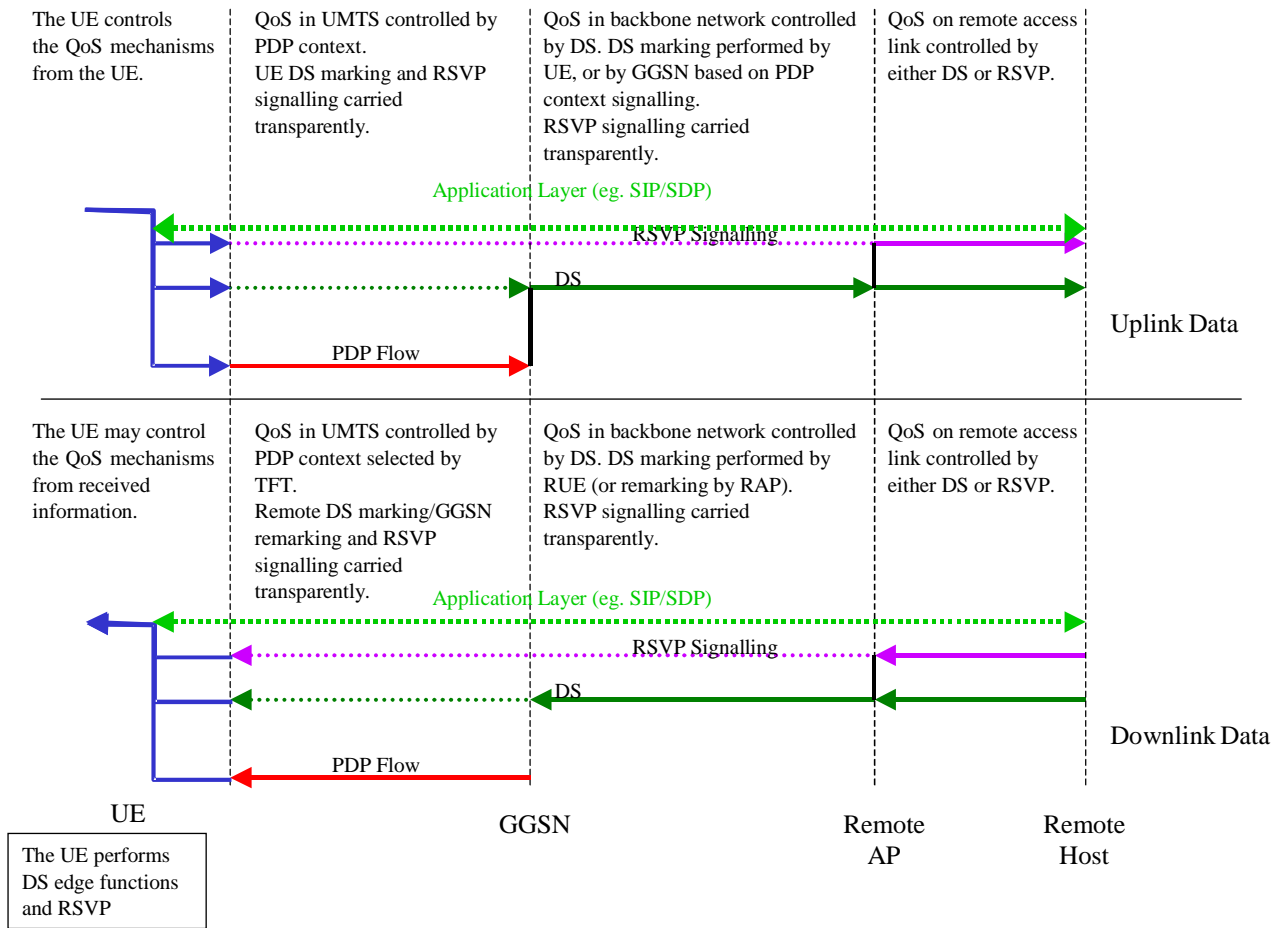 The UE controls
the QoS mechanisms
from the UE.
QoS in UMTS controlled by
PDP context.
UE DS marking and RSVP
signalling carried
transparently.
QoS in backbone network controlled
by DS. DS marking performed by
UE, or by GGSN based on PDP
context signalling.
RSVP signalling carried
transparently.
QoS on remote access
link controlled by
either DS or RSVP.
Application Layer (eg. SIP/SDP)
RSVP Signalling
DS
PDP Flow
Uplink Data
The UE may control
the QoS mechanisms
from received
information.
QoS in UMTS controlled by
PDP context selected by
TFT.
Remote DS marking/GGSN
remarking and RSVP
signalling carried
transparently.
QoS in backbone network controlled
by DS. DS marking performed by
RUE (or remarking by RAP).
RSVP signalling carried
transparently.
QoS on remote access
link controlled by
either DS or RSVP.
Application Layer (eg. SIP/SDP)
RSVP Signalling
DS
PDP Flow
Downlink Data
UE
GGSN
Remote
AP
Remote
Host
The UE performs
DS edge functions
and RSVP